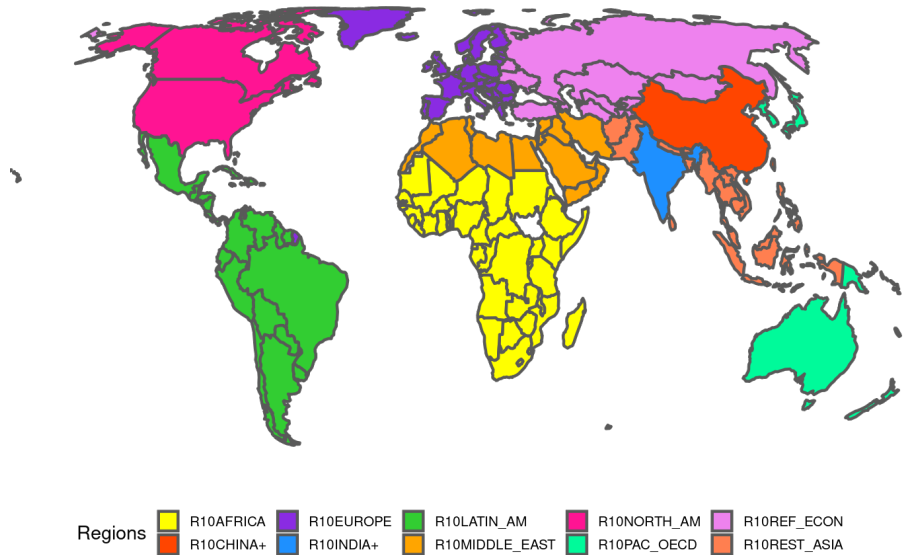 Regions
R10AFRICA R10EUROPE R10LATIN_AM R10NORTH_AM R10REF_ECON
R10CHINA+ R10INDIA+ R10MIDDLE_EAST R10PAC_OECD R10REST_ASIA